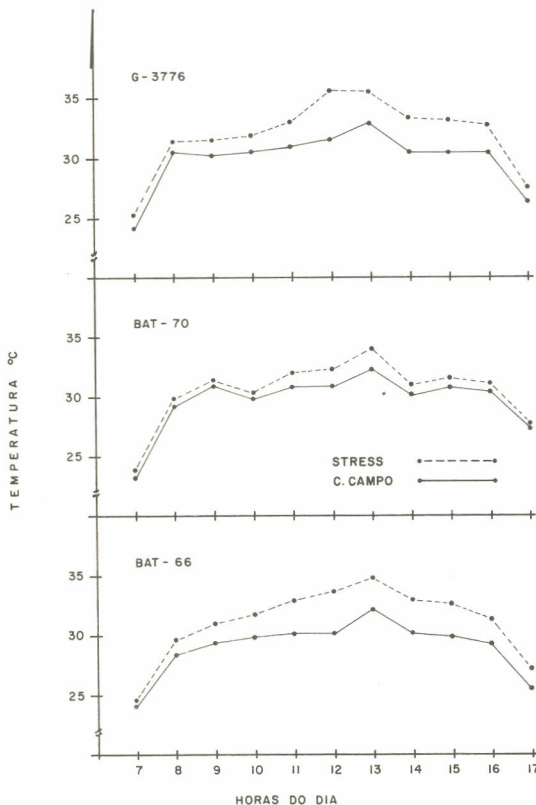 G-3776
35
30
25
BAT-70
35
30
25
STRESS
C. CAMPO
BAT-66
35
30
25
7 8 9 10 11 12 13 14 15 16 17
HORAS DO DIA
TEMPERATURA ºC